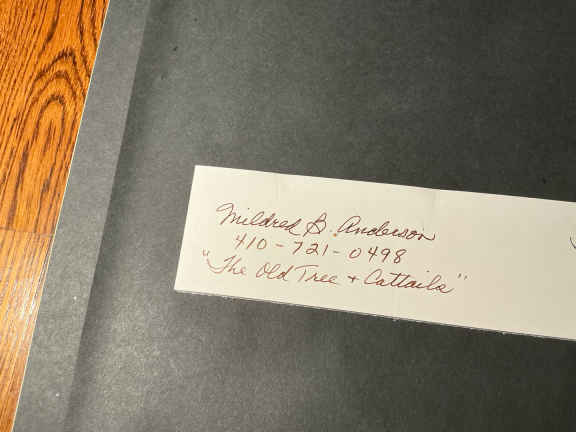 Mildred B. Anderson
410-721-0498
"The Old Tree + Cattails"